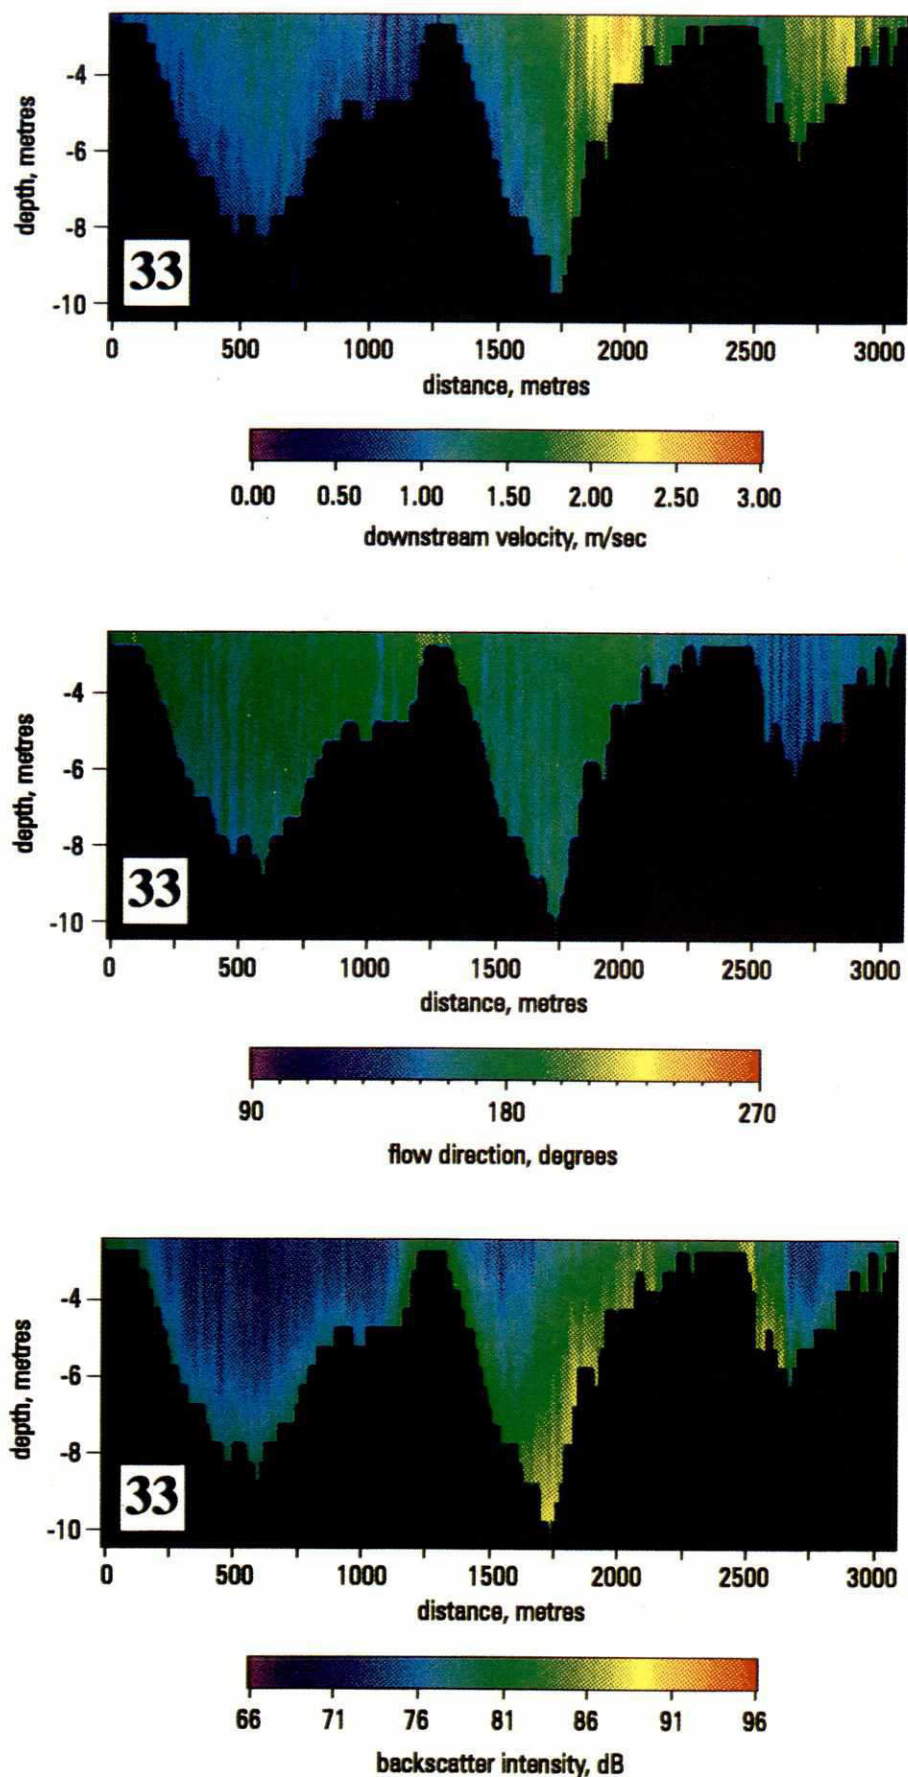 -4
-6
-8
-10
depth, metres
33
0 500 1000 1500 2000 2500 3000
distance, metres
0.00 0.50 1.00 1.50 2.00 2.50 3.00
downstream velocity, m/sec
-4
-6
-8
-10
depth, metres
33
0 500 1000 1500 2000 2500 3000
distance, metres
90 180 270
flow direction, degrees
-4
-6
-8
-10
depth, metres
33
0 500 1000 1500 2000 2500 3000
distance, metres
66 71 76 81 86 91 96
backscatter intensity, dB